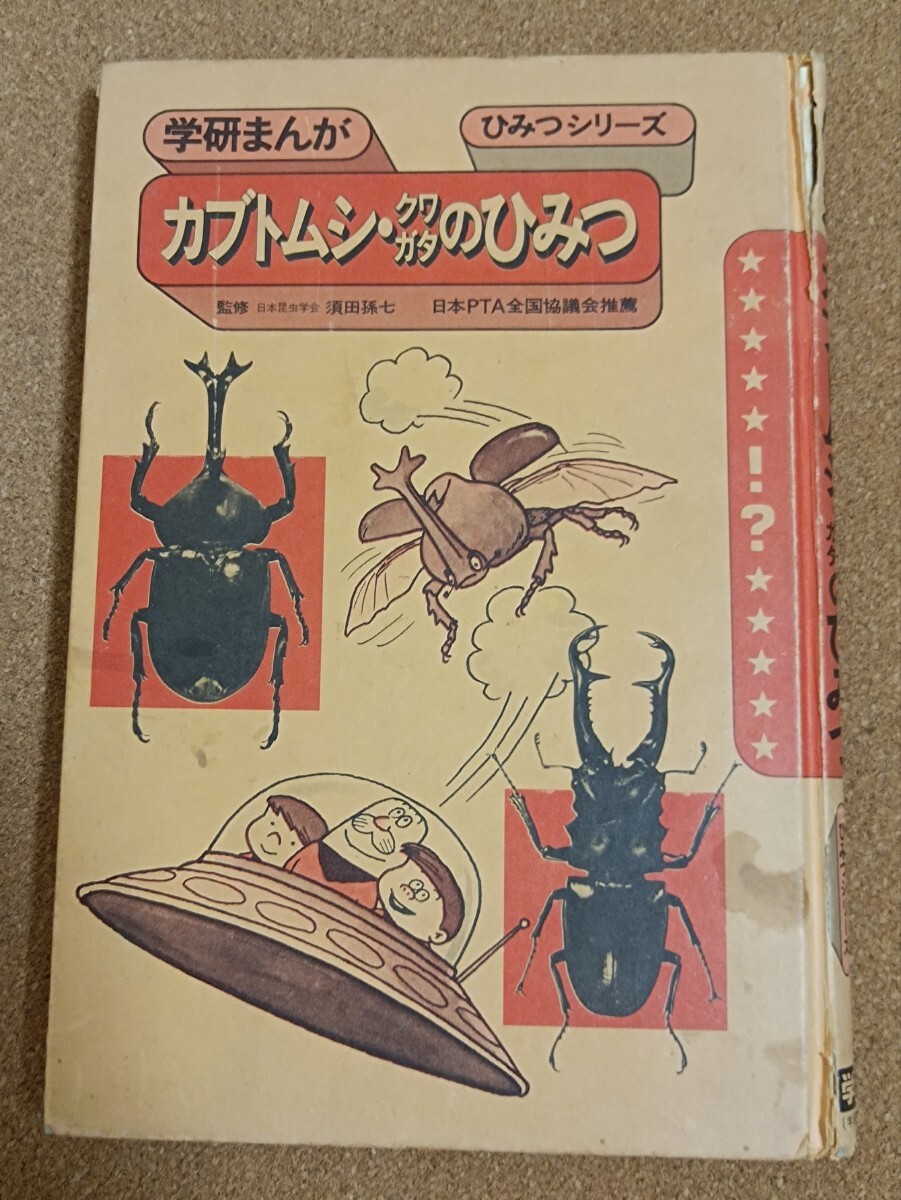 学研まんが
ひみつシリーズ
カブトムシ・クワガタのひみつ
監修 日本昆虫学会 須田孫七 日本PTA全国協議会推薦
★★★★★!?★★★★★